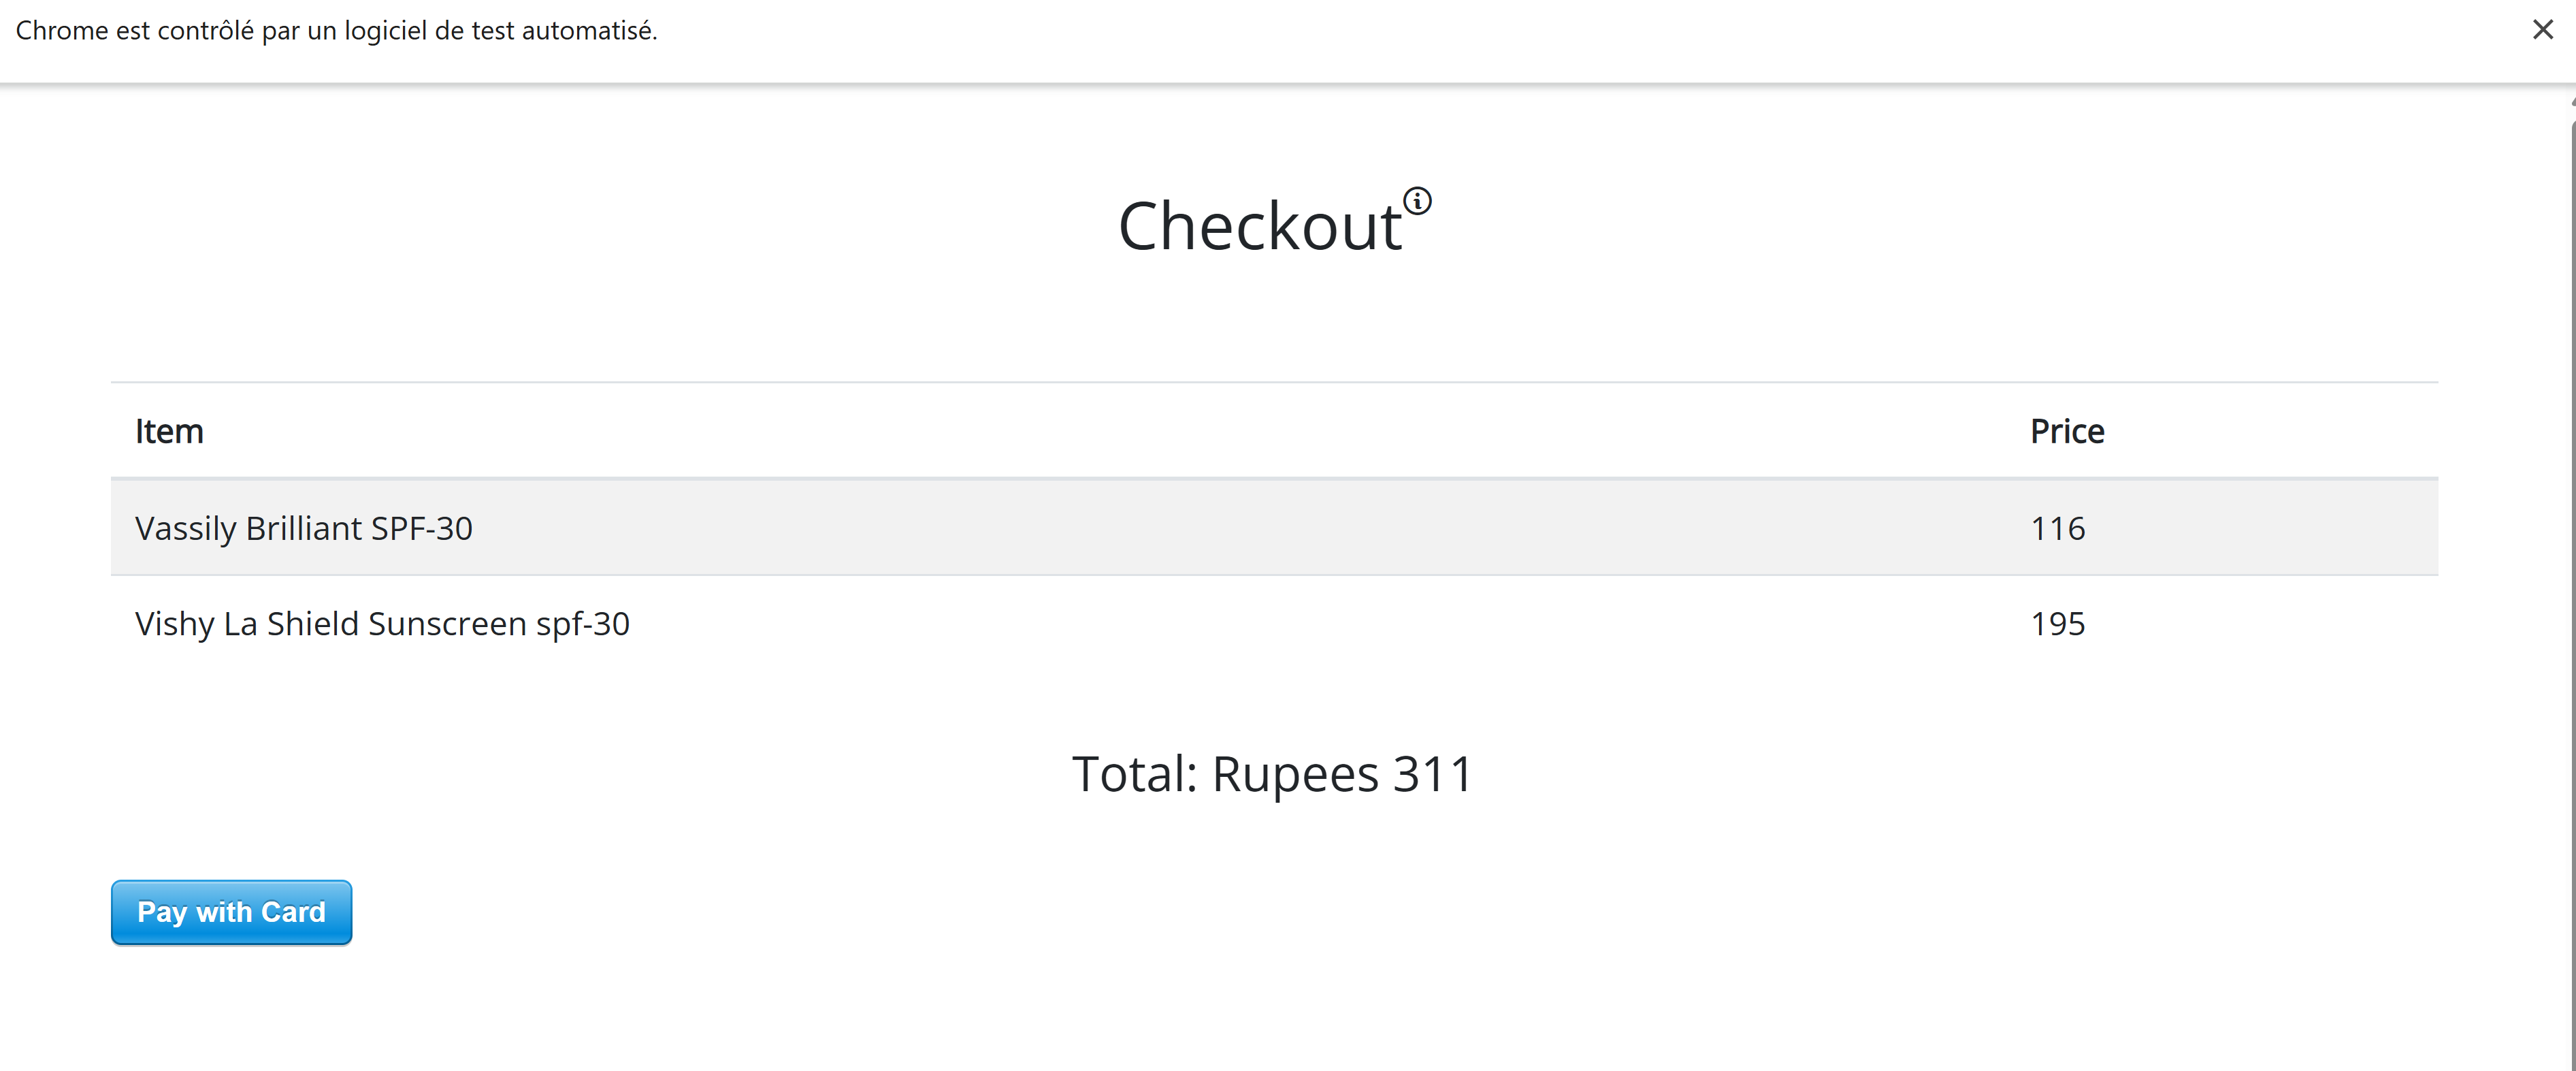 Chrome est contrôlé par un logiciel de test automatisé.
Checkout
Item Price
Vassily Brilliant SPF-30 116
Vishy La Shield Sunscreen spf-30 195
Total: Rupees 311
Pay with Card